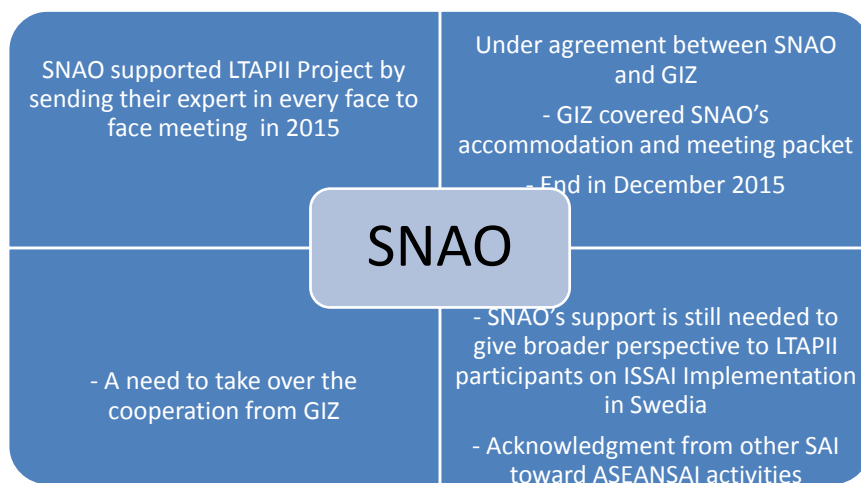 SNAO supported LTAPII Project by
sending their expert in every face to
face meeting in 2015
Under agreement between SNAO
and GIZ
- GIZ covered SNAO’s
accommodation and meeting packet
- End in December 2015
SNAO
- A need to take over the
cooperation from GIZ
- SNAO’s support is still needed to
give broader perspective to LTAPII
participants on ISSAI Implementation
in Swedia
- Acknowledgment from other SAI
toward ASEANSAI activities